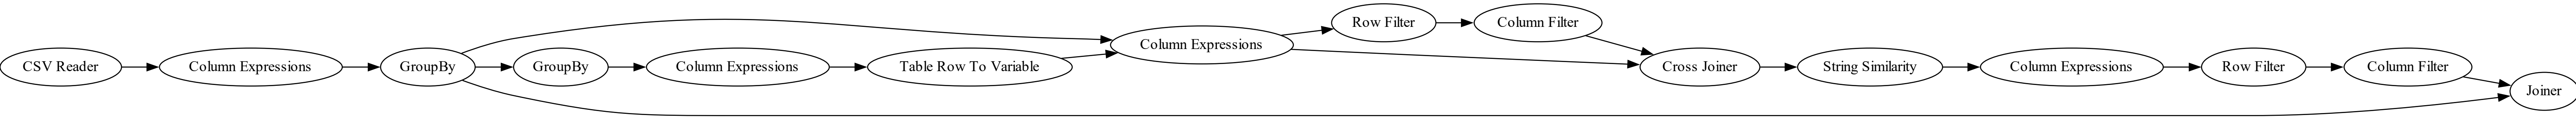 CSV Reader
Column Expressions
GroupBy
GroupBy
Column Expressions
Table Row To Variable
Column Expressions
Row Filter
Column Filter
Cross Joiner
String Similarity
Column Expressions
Row Filter
Column Filter
Joiner